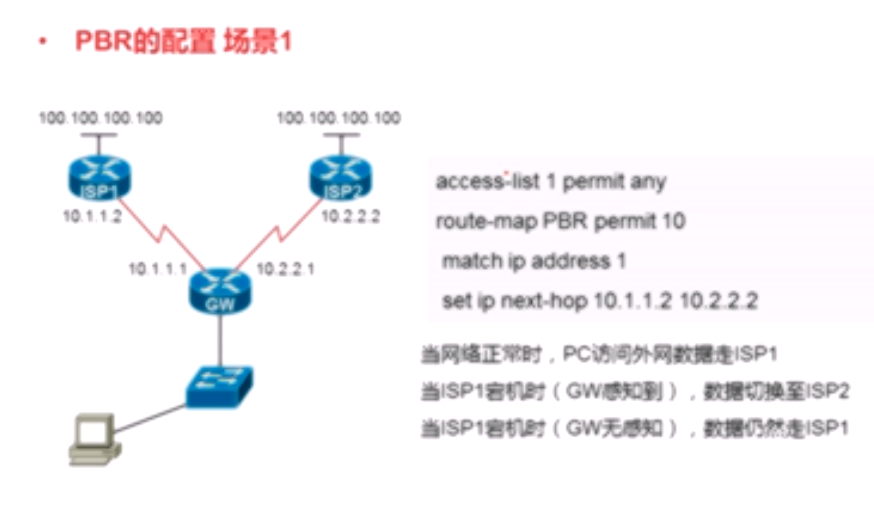 • PBR的配置 场景1
100.100.100.100
100.100.100.100
ISP1
ISP2
10.1.1.2
10.2.2.2
10.1.1.1
10.2.2.1
GW
access-list 1 permit any
route-map PBR permit 10
match ip address 1
set ip next-hop 10.1.1.2 10.2.2.2
当网络正常时，PC访问外网数据走ISP1
当ISP1宕机时（GW感知到），数据切换至ISP2
当ISP1宕机时（GW无感知），数据仍然走ISP1